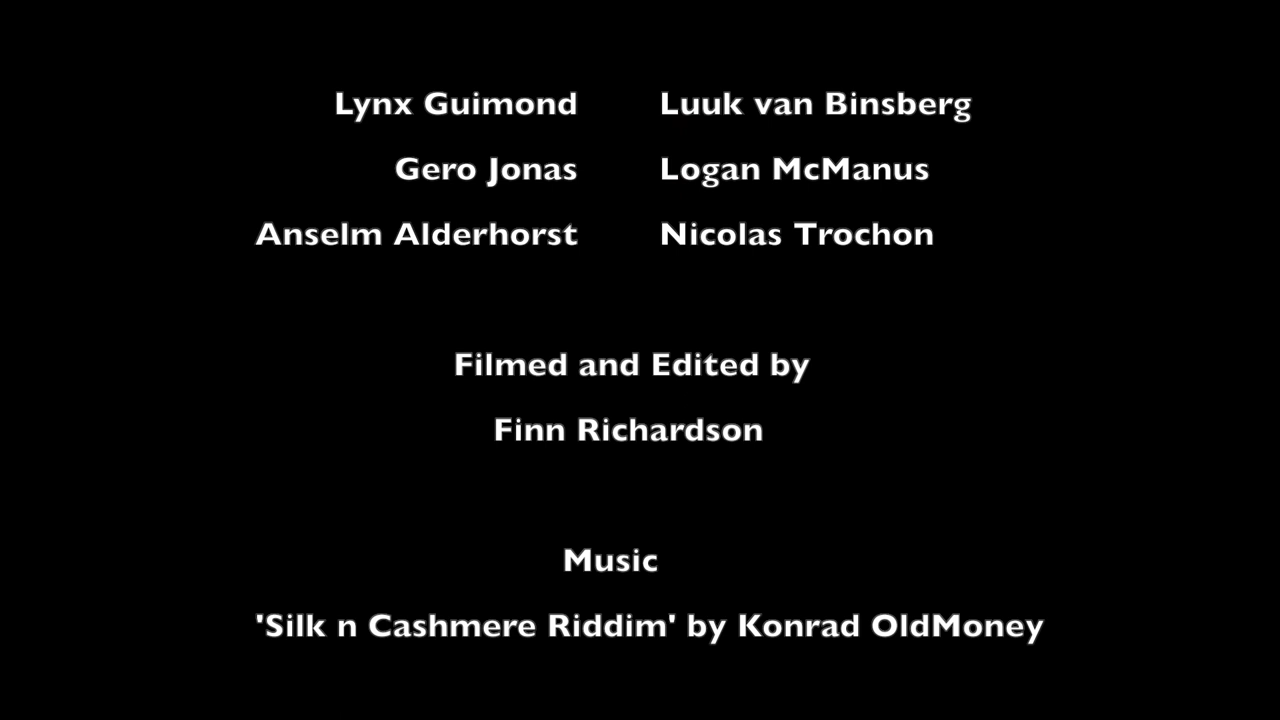 Lynx Guimond Luuk van Binsberg
Gero Jonas Logan McManus
Anselm Alderhorst Nicolas Trochon
Filmed and Edited by
Finn Richardson
Music
'Silk n Cashmere Riddim' by Konrad OldMoney